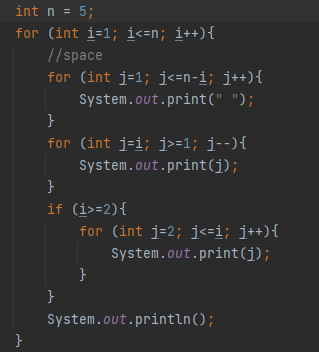 int n = 5;
for (int i=1; i<=n; i++){
    //space
    for (int j=1; j<=n-i; j++){
        System.out.print(" ");
    }
    for (int j=i; j>=1; j--){
        System.out.print(j);
    }
    if (i>=2){
        for (int j=2; j<=i; j++){
            System.out.print(j);
        }
    }
    System.out.println();
}